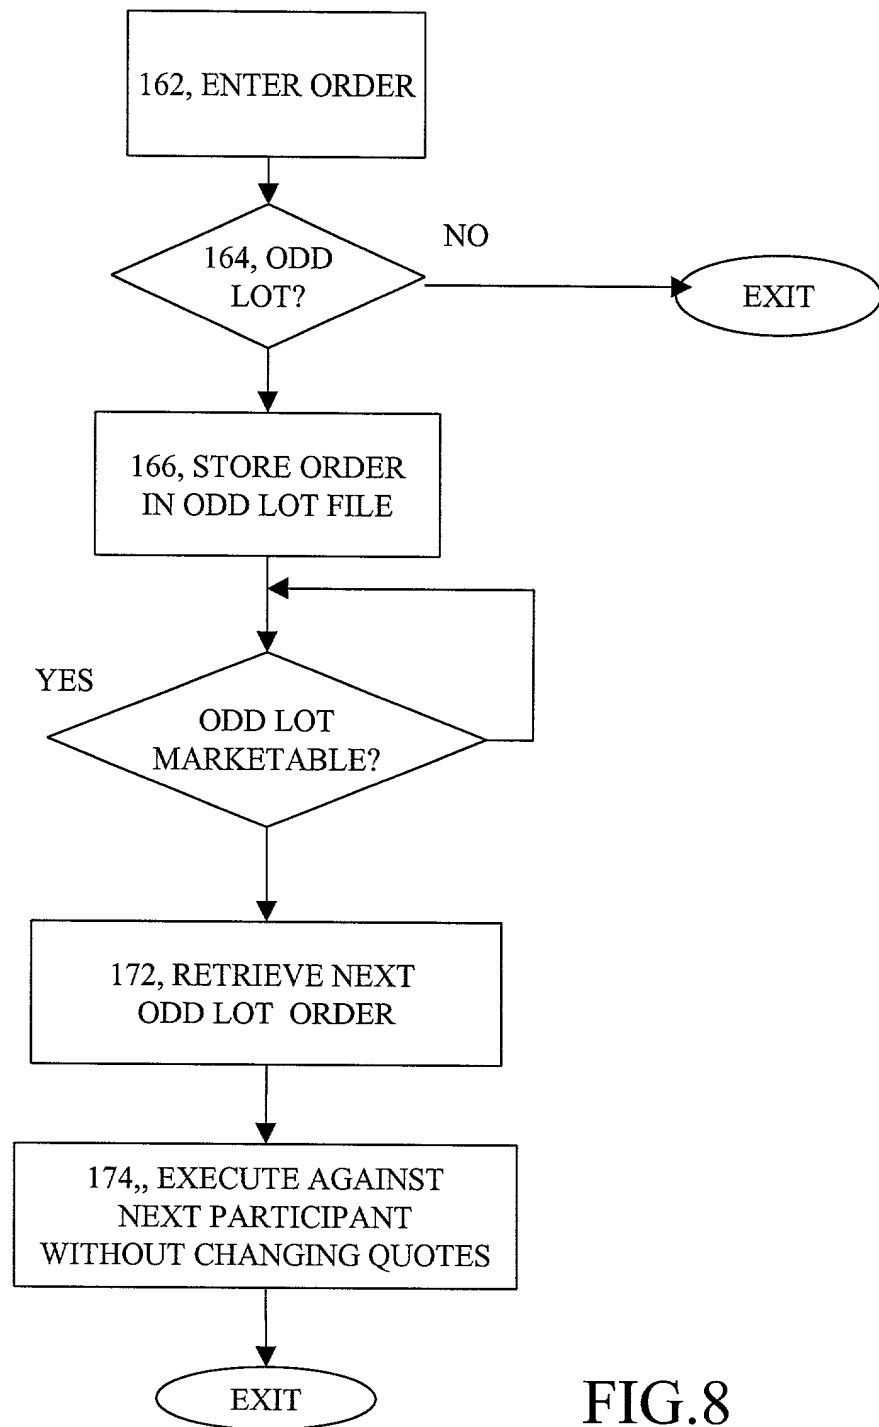 162, ENTER ORDER
164, ODD
LOT?
NO
EXIT
166, STORE ORDER
IN ODD LOT FILE
YES
ODD LOT
MARKETABLE?
172, RETRIEVE NEXT
ODD LOT ORDER
174,, EXECUTE AGAINST
NEXT PARTICIPANT
WITHOUT CHANGING QUOTES
EXIT
FIG.8